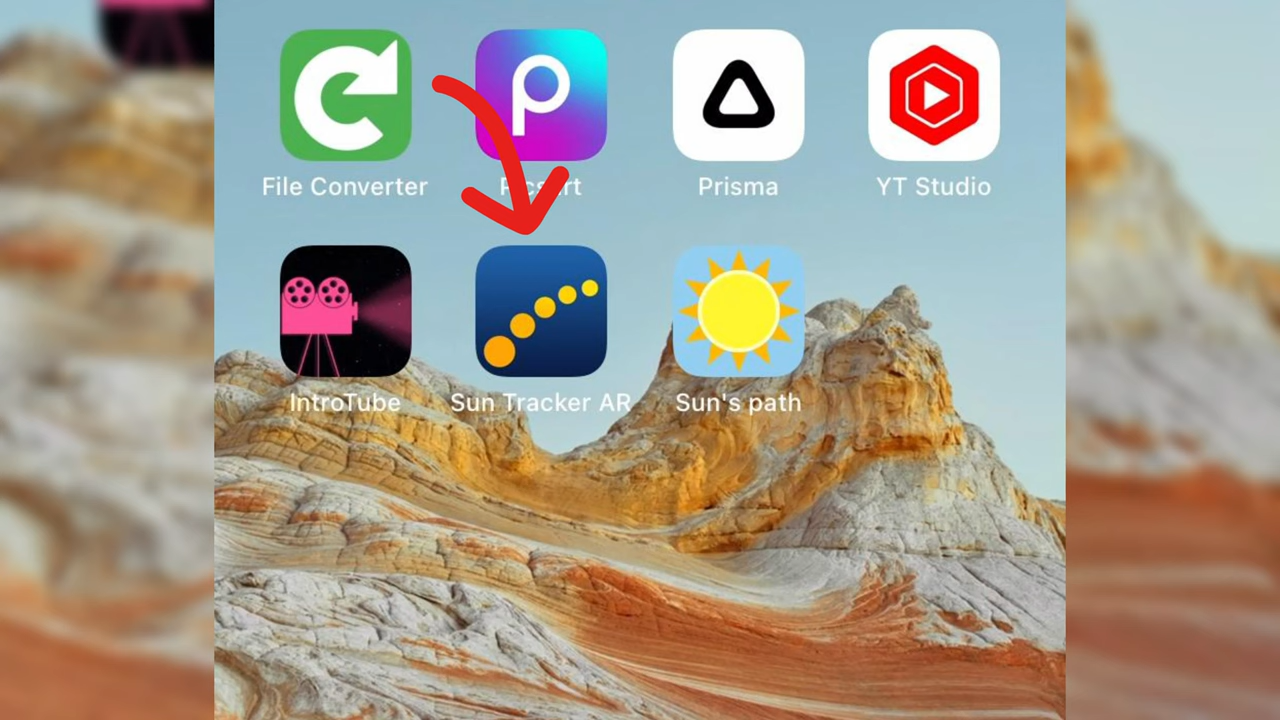 File Converter
Prisma
YT Studio
IntroTube
Sun Tracker AR
Sun's path